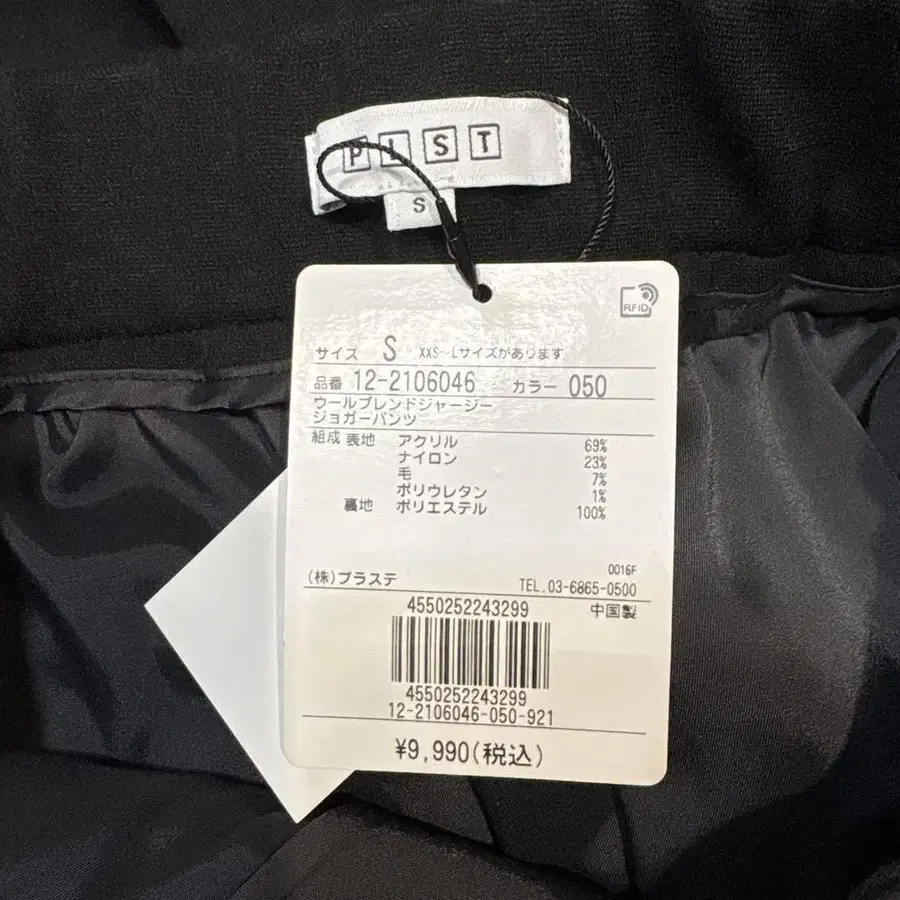 PLST
S
RFID
サイズ S XXS~Lサイズがあります
品番 12-2106046 カラー 050
ウールブレンドジャージー
ジョガーパンツ
組成 表地 アクリル 69%
ナイロン 23%
毛 7%
ポリウレタン 1%
裏地 ポリエステル 100%
0016F
(株)プラステ TEL.03-6865-0500
4550252243299 中国製
4550252243299
12-2106046-050-921
¥9,990(税込)